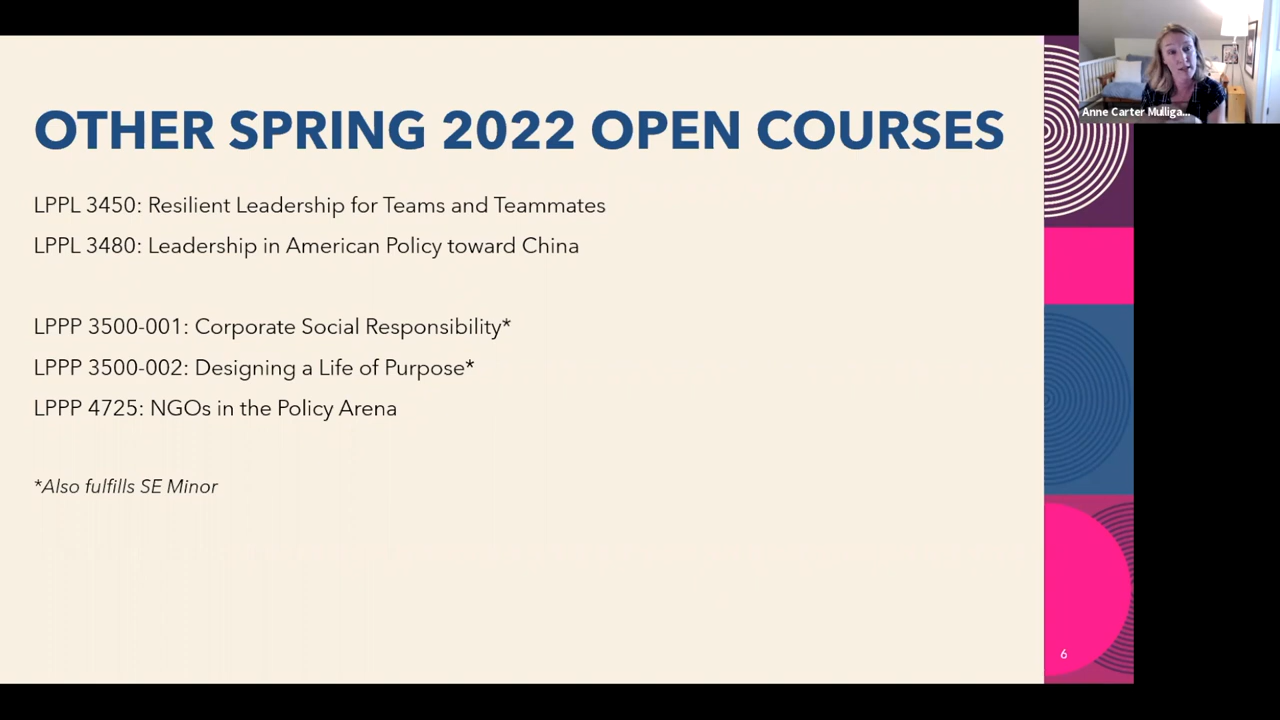 OTHER SPRING 2022 OPEN COURSES
LPPL 3450: Resilient Leadership for Teams and Teammates
LPPL 3480: Leadership in American Policy toward China
LPPP 3500-001: Corporate Social Responsibility*
LPPP 3500-002: Designing a Life of Purpose*
LPPP 4725: NGOs in the Policy Arena
*Also fulfills SE Minor
6
Anne Carter Mulliga...